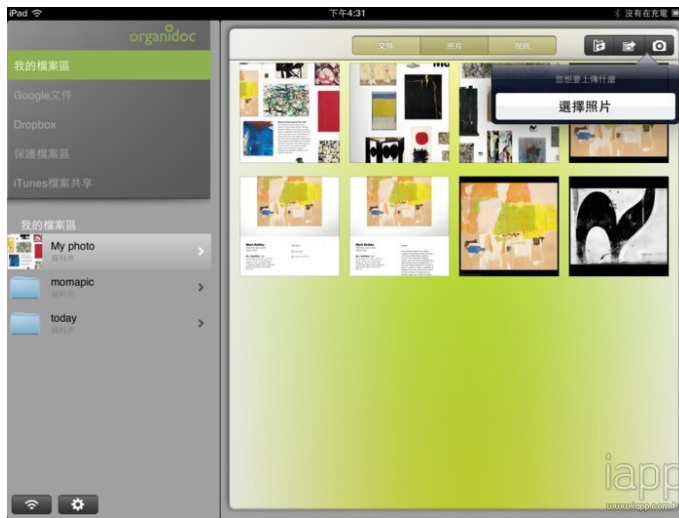 iPad
下午4:31
沒有在充電
organidoc
我的檔案區
Google文件
Dropbox
保護檔案區
iTunes檔案共享
我的檔案區
My photo
資料夾
momapic
資料夾
today
資料夾
文件
照片
您想要上傳什麼
選擇照片
Mark Rothko
iapp